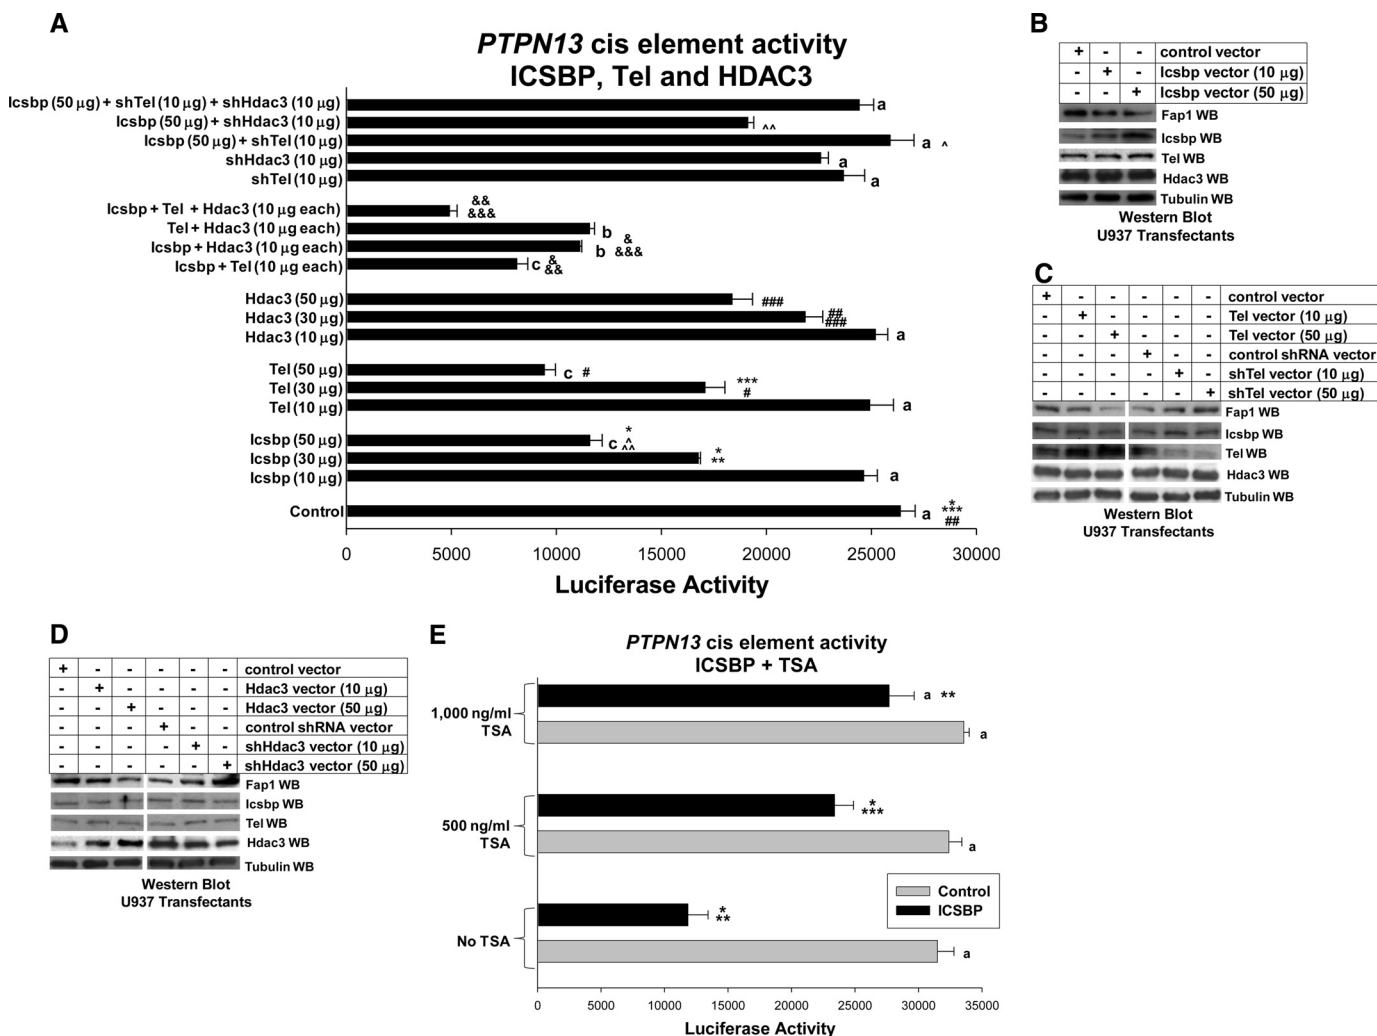 A
PTPN13 cis element activity
ICSBP, Tel and HDAC3
Icsbp (50 µg) + shTel (10 µg) + shHdac3 (10 µg)
a
Icsbp (50 µg) + shHdac3 (10 µg)
^^
Icsbp (50 µg) + shTel (10 µg)
a ^
shHdac3 (10 µg)
a
shTel (10 µg)
a
Icsbp + Tel + Hdac3 (10 µg each)
&&
&&&
Tel + Hdac3 (10 µg each)
b
Icsbp + Hdac3 (10 µg each)
b &
&&&
Icsbp + Tel (10 µg each)
c &
&&
Hdac3 (50 µg)
###
Hdac3 (30 µg)
##
###
Hdac3 (10 µg)
a
Tel (50 µg)
c #
Tel (30 µg)
***
#
Tel (10 µg)
a
Icsbp (50 µg)
c *
^
^^
Icsbp (30 µg)
*
**
Icsbp (10 µg)
a
Control
a *
***
##
0 5000 10000 15000 20000 25000 30000
Luciferase Activity
B
+ - - control vector
- + - Icsbp vector (10 µg)
- - + Icsbp vector (50 µg)
Fap1 WB
Icsbp WB
Tel WB
Hdac3 WB
Tubulin WB
Western Blot
U937 Transfectants
C
+ - - - - - control vector
- + - - - - Tel vector (10 µg)
- - + - - - Tel vector (50 µg)
- - - + - - control shRNA vector
- - - - + - shTel vector (10 µg)
- - - - - + shTel vector (50 µg)
Fap1 WB
Icsbp WB
Tel WB
Hdac3 WB
Tubulin WB
Western Blot
U937 Transfectants
D
+ - - - - - control vector
- + - - - - Hdac3 vector (10 µg)
- - + - - - Hdac3 vector (50 µg)
- - - + - - control shRNA vector
- - - - + - shHdac3 vector (10 µg)
- - - - - + shHdac3 vector (50 µg)
Fap1 WB
Icsbp WB
Tel WB
Hdac3 WB
Tubulin WB
Western Blot
U937 Transfectants
E
PTPN13 cis element activity
ICSBP + TSA
1,000 ng/ml
TSA
a **
a
500 ng/ml
TSA
*
***
a
No TSA
*
**
a
Control
ICSBP
0 5000 10000 15000 20000 25000 30000 35000
Luciferase Activity